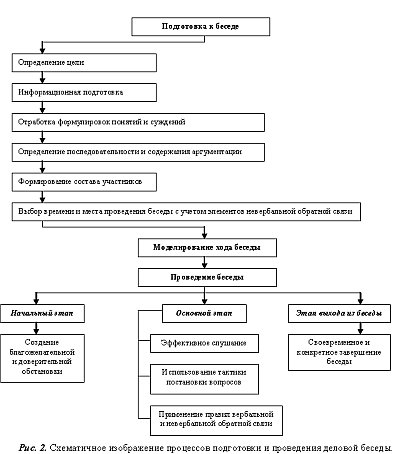 Подготовка к беседе
Определение цели
Информационная подготовка
Отработка формулировок понятий и суждений
Определение последовательности и содержания аргументации
Формирование состава участников
Выбор времени и места проведения беседы с учетом элементов невербальной обратной связи
Моделирование хода беседы
Проведение беседы
Начальный этап
Основной этап
Этап выхода из беседы
Создание
благожелательной
и доверительной
обстановки
Эффективное слушание
Использование тактики
постановки вопросов
Применение правил вербальной
и невербальной обратной связи
Своевременное и
конкретное завершение
беседы
Рис. 2. Схематичное изображение процессов подготовки и проведения деловой беседы.